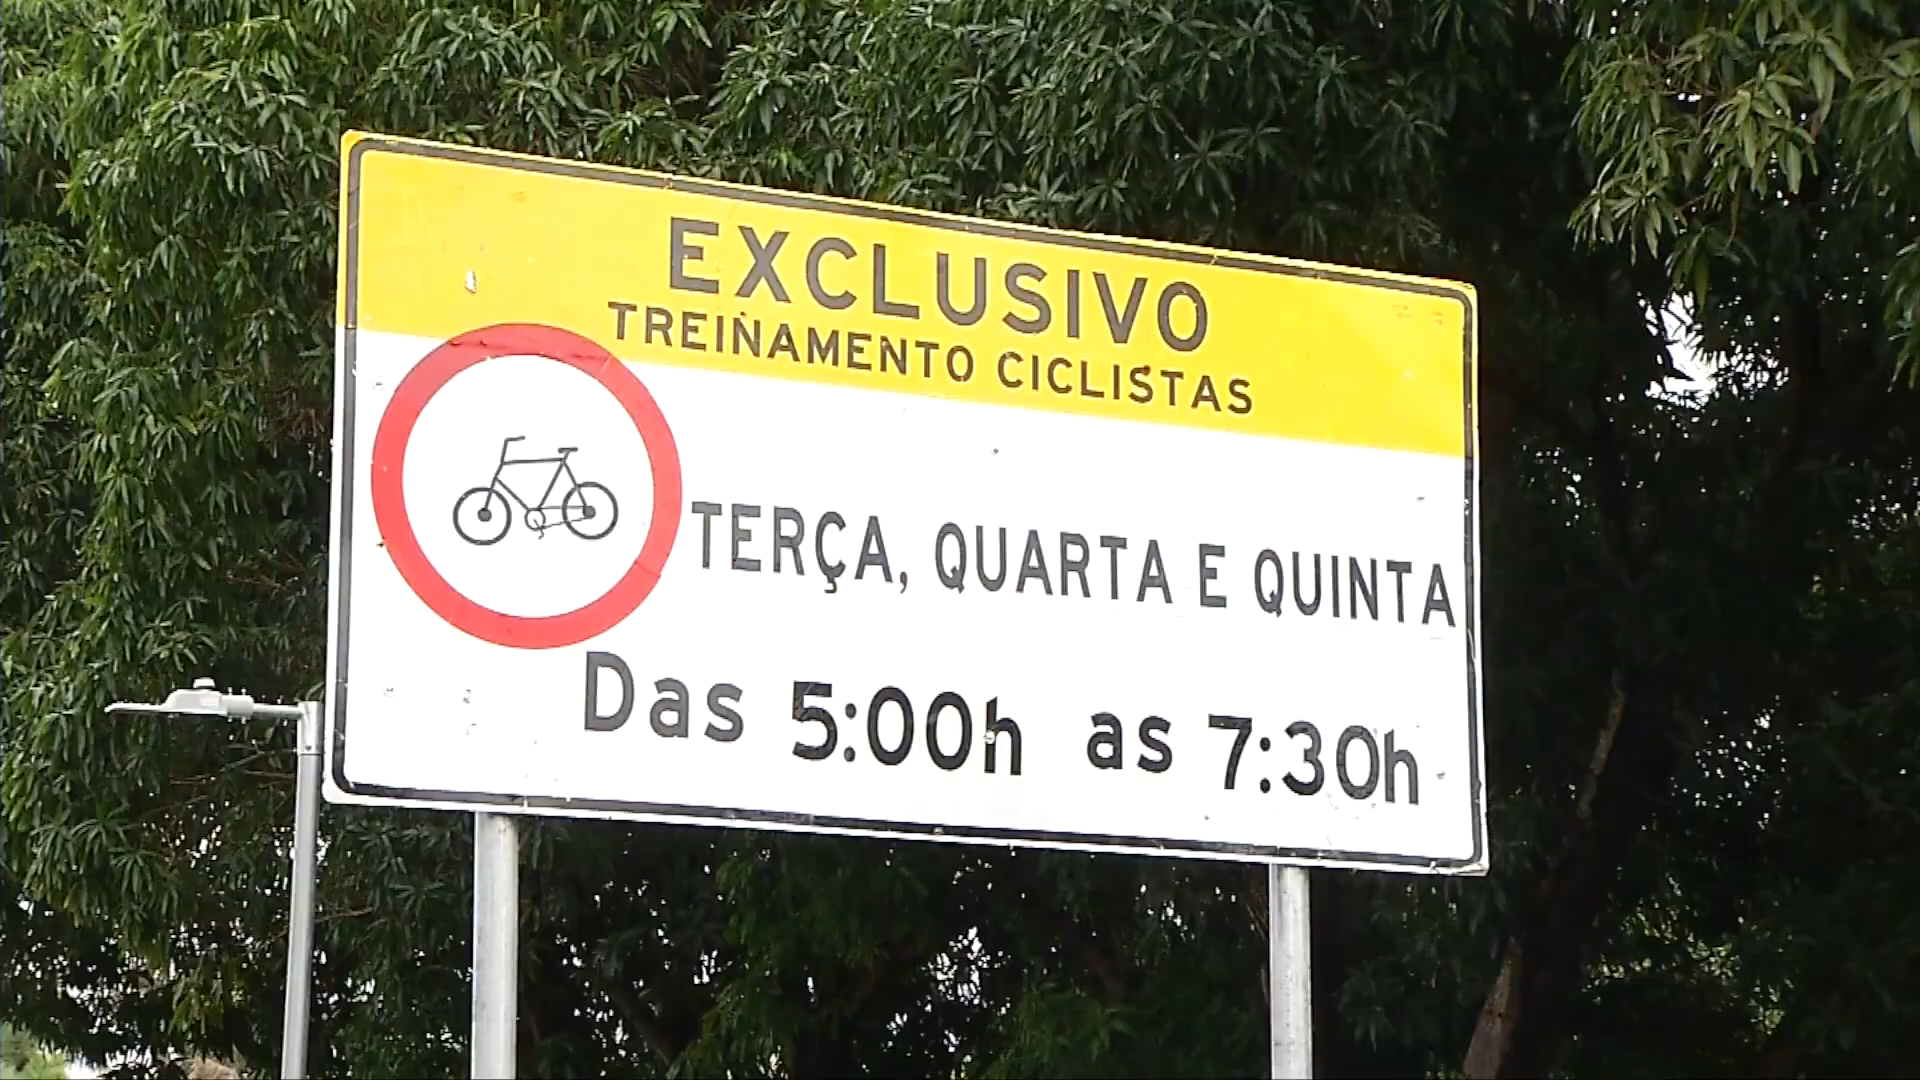 EXCLUSIVO
TREINAMENTO CICLISTAS
TERÇA, QUARTA E QUINTA
Das 5:00h as 7:30h